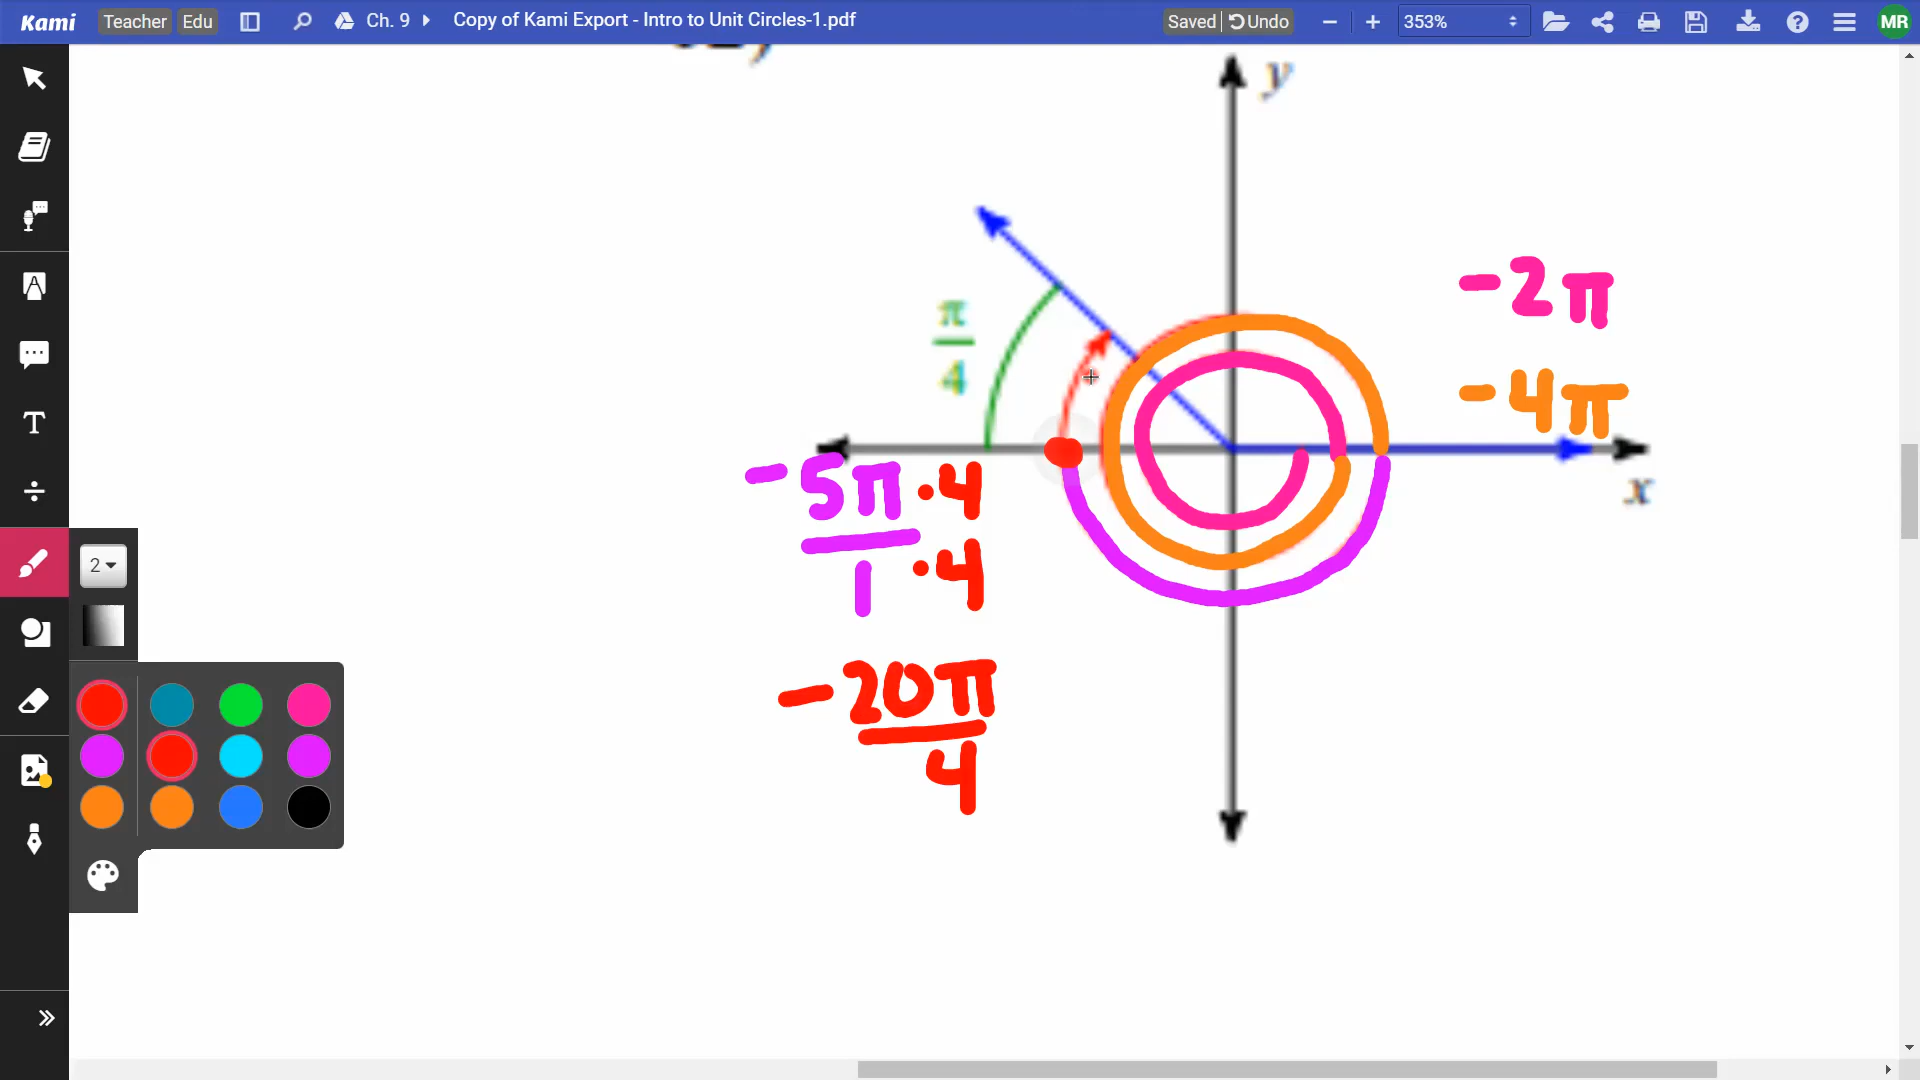 Kami Teacher Edu Ch. 9 Copy of Kami Export - Intro to Unit Circles-1.pdf Saved Undo 353% MR
y
-2π
π/4
-4π
x
-5π/1 ·4/·4
-20π/4
T
2